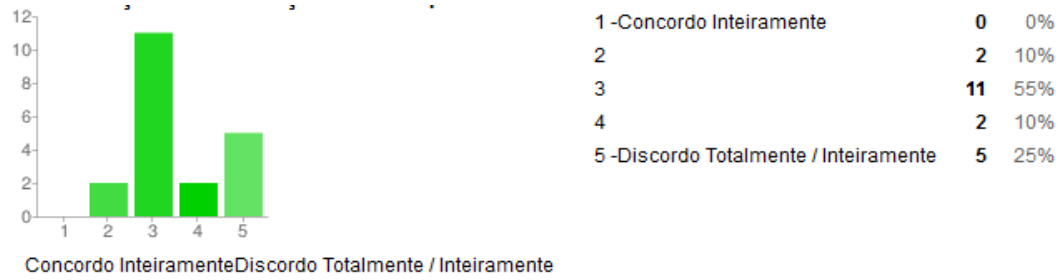 12
10
8
6
4
2
0
1 2 3 4 5
Concordo InteiramenteDiscordo Totalmente / Inteiramente
1 -Concordo Inteiramente 0 0%
2 2 10%
3 11 55%
4 2 10%
5 -Discordo Totalmente / Inteiramente 5 25%